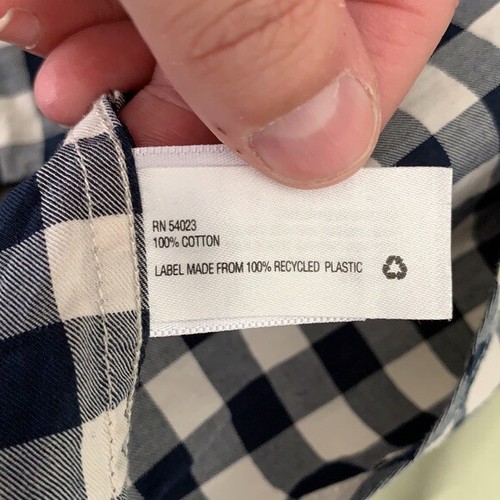 RN 54023
100% COTTON
LABEL MADE FROM 100% RECYCLED PLASTIC